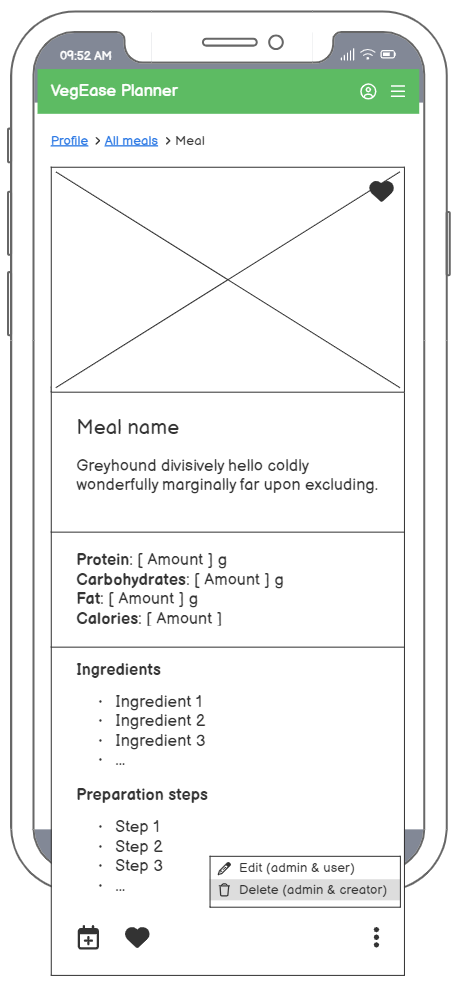 09:52 AM
VegEase Planner
Profile > All meals > Meal
Meal name
Greyhound divisively hello coldly
wonderfully marginally far upon excluding.
Protein: [ Amount ] g
Carbohydrates: [ Amount ] g
Fat: [ Amount ] g
Calories: [ Amount ]
Ingredients
· Ingredient 1
· Ingredient 2
· Ingredient 3
· ...
Preparation steps
· Step 1
· Step 2
· Step 3
· ...
Edit (admin & user)
Delete (admin & creator)